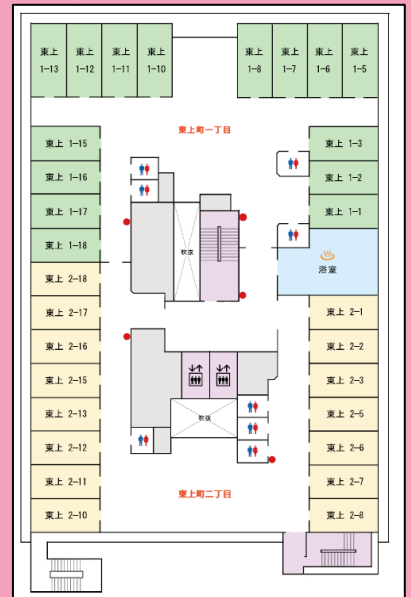 東上
1-13
東上
1-12
東上
1-11
東上
1-10
東上
1-8
東上
1-7
東上
1-6
東上
1-5
東上町一丁目
東上 1-15
東上 1-16
東上 1-17
東上 1-18
東上 1-3
東上 1-2
東上 1-1
吹抜
浴室
東上 2-18
東上 2-17
東上 2-16
東上 2-15
東上 2-13
東上 2-12
東上 2-11
東上 2-10
東上 2-1
東上 2-2
東上 2-3
東上 2-5
東上 2-6
東上 2-7
東上 2-8
吹抜
東上町二丁目